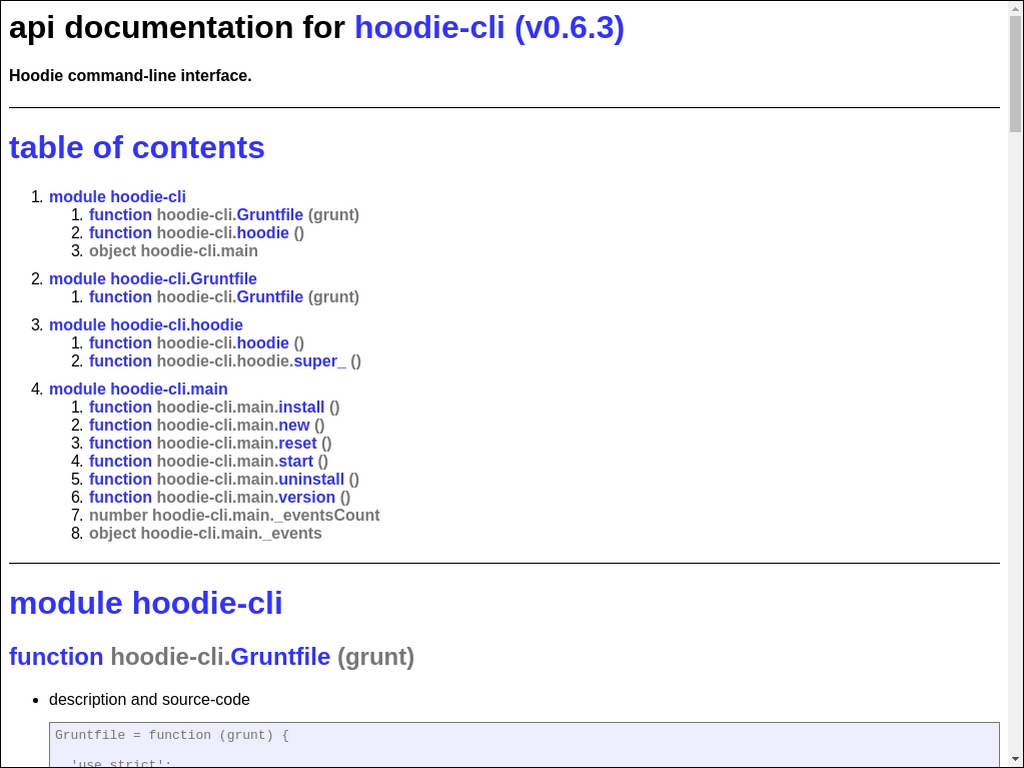 api documentation for hoodie-cli (v0.6.3)
Hoodie command-line interface.
table of contents
1. module hoodie-cli
1. function hoodie-cli.Gruntfile (grunt)
2. function hoodie-cli.hoodie ()
3. object hoodie-cli.main
2. module hoodie-cli.Gruntfile
1. function hoodie-cli.Gruntfile (grunt)
3. module hoodie-cli.hoodie
1. function hoodie-cli.hoodie ()
2. function hoodie-cli.hoodie.super_ ()
4. module hoodie-cli.main
1. function hoodie-cli.main.install ()
2. function hoodie-cli.main.new ()
3. function hoodie-cli.main.reset ()
4. function hoodie-cli.main.start ()
5. function hoodie-cli.main.uninstall ()
6. function hoodie-cli.main.version ()
7. number hoodie-cli.main._eventsCount
8. object hoodie-cli.main._events
module hoodie-cli
function hoodie-cli.Gruntfile (grunt)
• description and source-code
Gruntfile = function (grunt) {
'use strict';